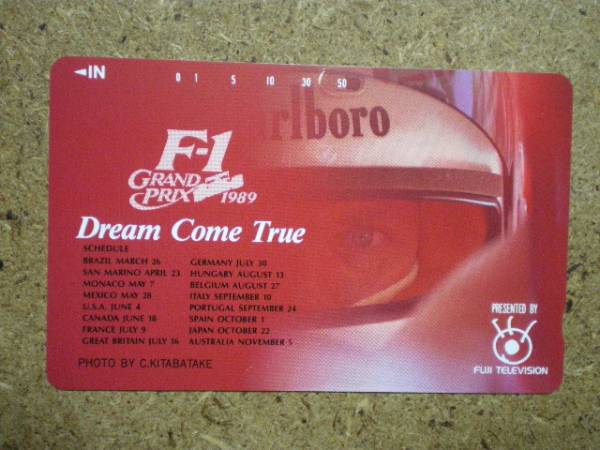 ◄IN
0 1 5 10 30 50
arlboro
F-1
GRAND
PRIX 1989
Dream Come True
SCHEDULE
BRAZIL MARCH 26
SAN MARINO APRIL 23
MONACO MAY 7
MEXICO MAY 28
U.S.A. JUNE 4
CANADA JUNE 18
FRANCE JULY 9
GREAT BRITAIN JULY 16
GERMANY JULY 30
HUNGARY AUGUST 13
BELGIUM AUGUST 27
ITALY SEPTEMBER 10
PORTUGAL SEPTEMBER 24
SPAIN OCTOBER 1
JAPAN OCTOBER 22
AUSTRALIA NOVEMBER 5
PHOTO BY C.KITABATAKE
PRESENTED BY
FUJI TELEVISION